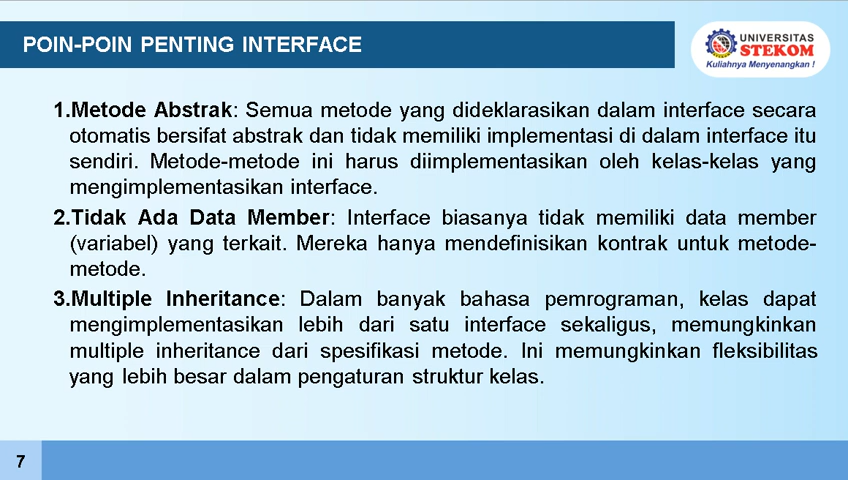 POIN-POIN PENTING INTERFACE
UNIVERSITAS
STEKOM
Kuliahnya Menyenangkan !
1.Metode Abstrak: Semua metode yang dideklarasikan dalam interface secara
otomatis bersifat abstrak dan tidak memiliki implementasi di dalam interface itu
sendiri. Metode-metode ini harus diimplementasikan oleh kelas-kelas yang
mengimplementasikan interface.
2.Tidak Ada Data Member: Interface biasanya tidak memiliki data member
(variabel) yang terkait. Mereka hanya mendefinisikan kontrak untuk metode-
metode.
3.Multiple Inheritance: Dalam banyak bahasa pemrograman, kelas dapat
mengimplementasikan lebih dari satu interface sekaligus, memungkinkan
multiple inheritance dari spesifikasi metode. Ini memungkinkan fleksibilitas
yang lebih besar dalam pengaturan struktur kelas.
7